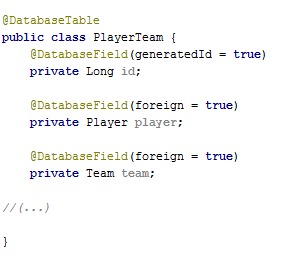 @DatabaseTable
public class PlayerTeam {
    @DatabaseField(generatedId = true)
    private Long id;

    @DatabaseField(foreign = true)
    private Player player;

    @DatabaseField(foreign = true)
    private Team team;

//(...)

}